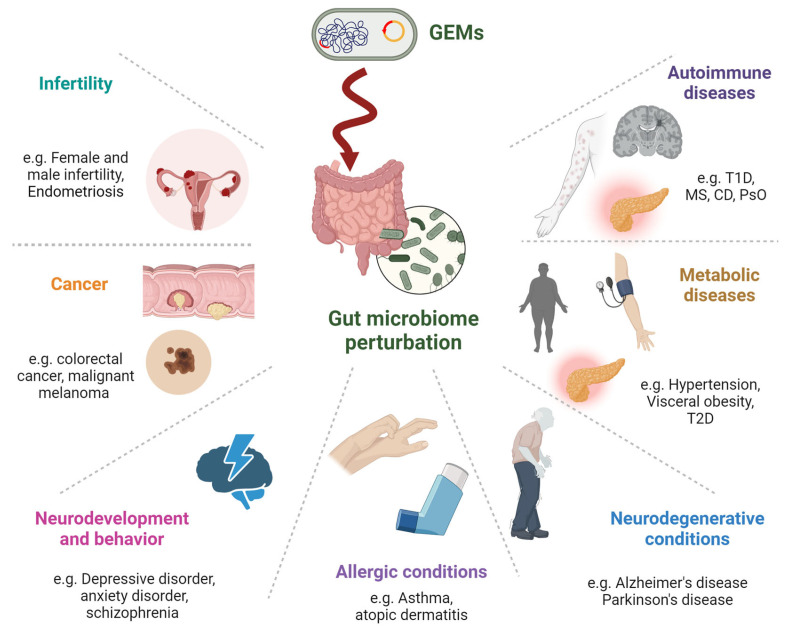 GEMs
Infertility
e.g. Female and
male infertility,
Endometriosis
Autoimmune
diseases
e.g. T1D,
MS, CD, PsO
Cancer
e.g. colorectal
cancer, malignant
melanoma
Gut microbiome
perturbation
Metabolic
diseases
e.g. Hypertension,
Visceral obesity,
T2D
Neurodevelopment
and behavior
e.g. Depressive disorder,
anxiety disorder,
schizophrenia
Allergic conditions
e.g. Asthma,
atopic dermatitis
Neurodegenerative
conditions
e.g. Alzheimer's disease
Parkinson's disease